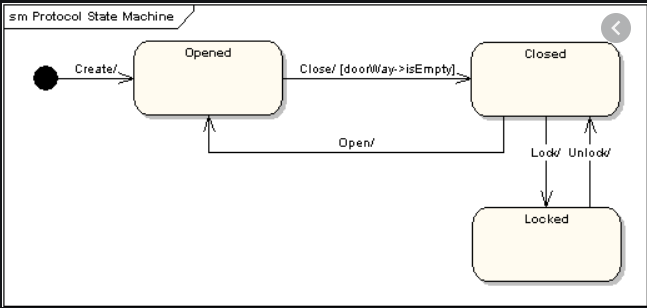 sm Protocol State Machine
Opened
Closed
Create/
Close/ [doorWay->isEmpty]
Open/
Lock/
Unlock/
Locked